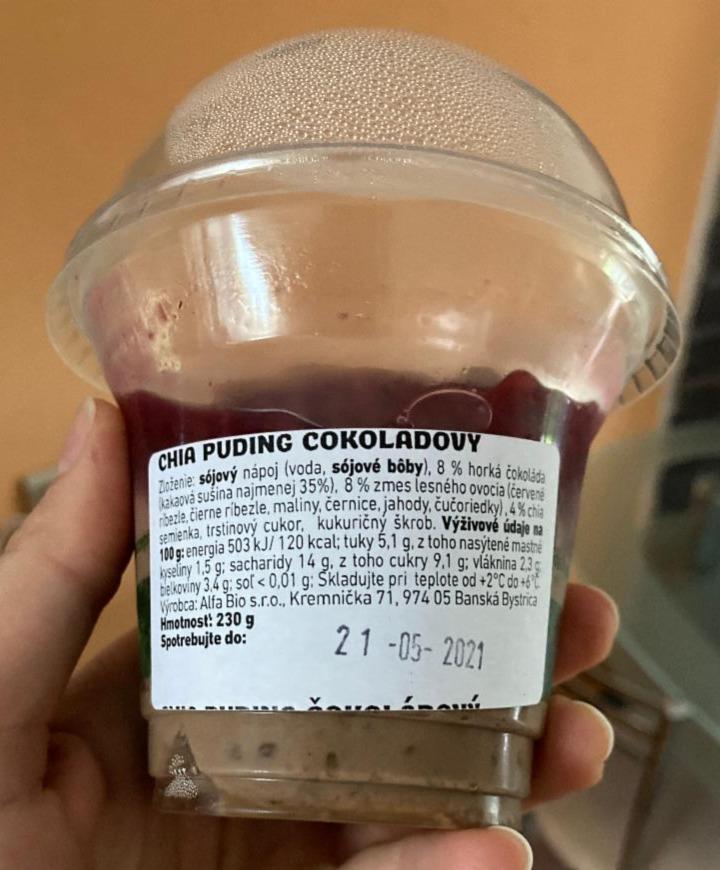 CHIA PUDING ČOKOLÁDOVÝ
Zloženie: sójový nápoj (voda, sójové bôby), 8 % horká čokoláda
(kakaová sušina najmenej 35%), 8 % zmes lesného ovocia (červené
ríbezle, čierne ríbezle, maliny, černice, jahody, čučoriedky), 4 % chia
semienka, trstinový cukor, kukuričný škrob. Výživové údaje na
100 g: energia 503 kJ/ 120 kcal; tuky 5,1 g, z toho nasýtené mastné
kyseliny 1,5 g; sacharidy 14 g, z toho cukry 9,1 g; vláknina 2,3 g;
bielkoviny 3,4 g; soľ < 0,01 g; Skladujte pri teplote od +2°C do +6°C.
Výrobca: Alfa Bio s.r.o., Kremnička 71, 974 05 Banská Bystrica
Hmotnosť: 230 g
Spotrebujte do:
21-05-2021
CHIA PUDING ČOKOLÁDOVÝ